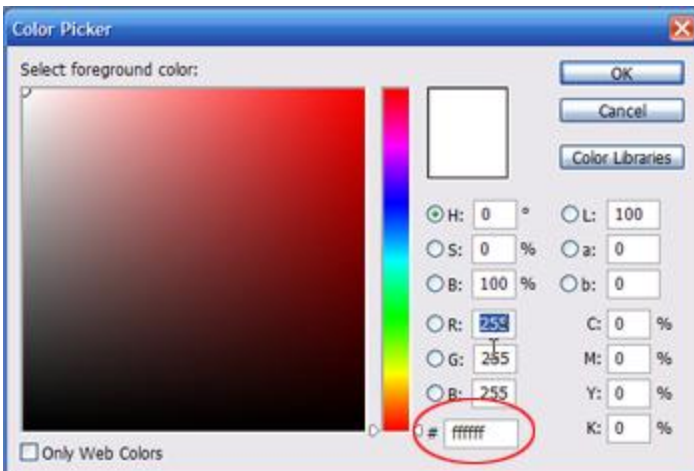 Color Picker
Select foreground color:
OK
Cancel
Color Libraries
H: 0 °
L: 100
S: 0 %
a: 0
B: 100 %
b: 0
R: 255
C: 0 %
G: 255
M: 0 %
B: 255
Y: 0 %
# ffffff
K: 0 %
Only Web Colors